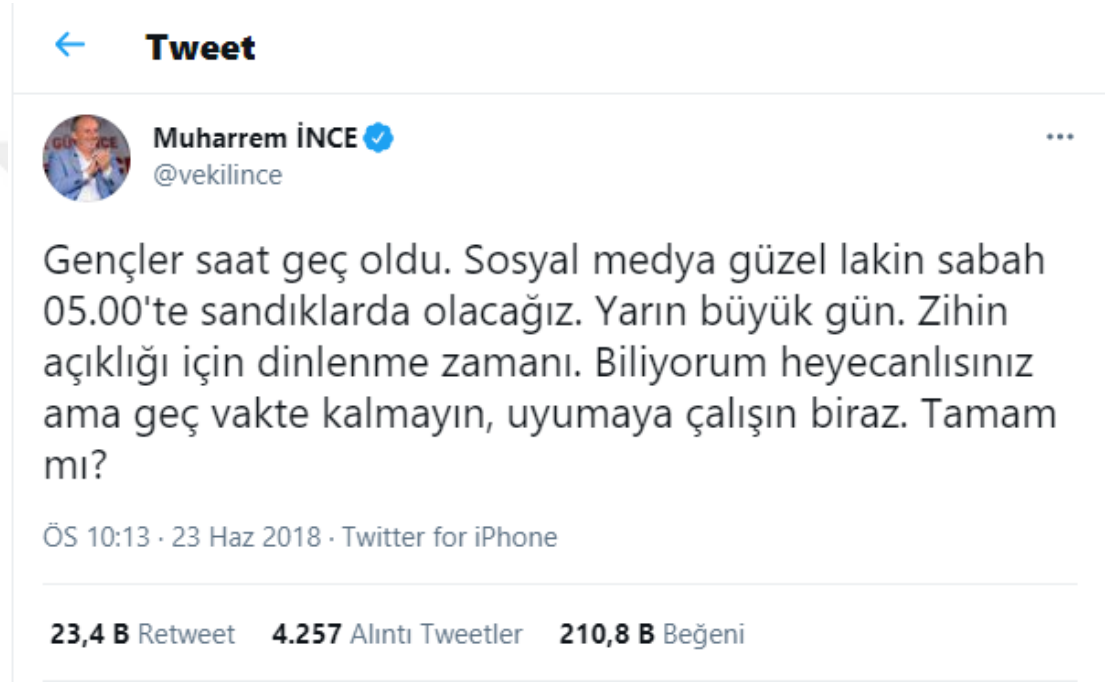 Tweet
Muharrem İNCE
@vekilince
Gençler saat geç oldu. Sosyal medya güzel lakin sabah
05.00'te sandıklarda olacağız. Yarın büyük gün. Zihin
açıklığı için dinlenme zamanı. Biliyorum heyecanlısınız
ama geç vakte kalmayın, uyumaya çalışın biraz. Tamam
mı?
ÖS 10:13 · 23 Haz 2018 · Twitter for iPhone
23,4 B Retweet 4.257 Alıntı Tweetler 210,8 B Beğeni